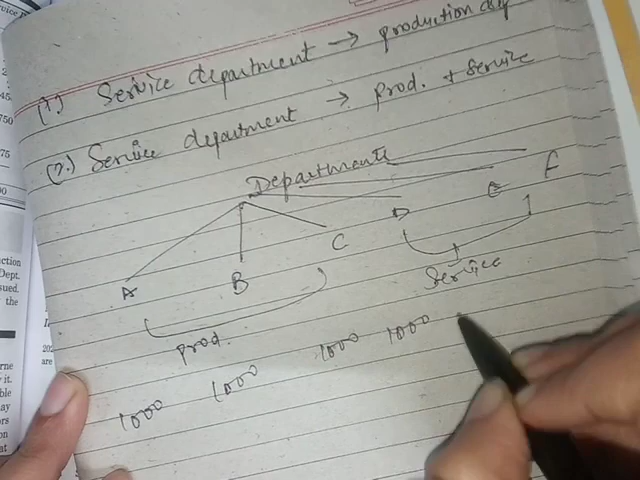 (1.) Service department → production dep
(2.) Service department → prod. + Service
Departments
A B C D E F
prod. Service
1000 1000 1000 1000